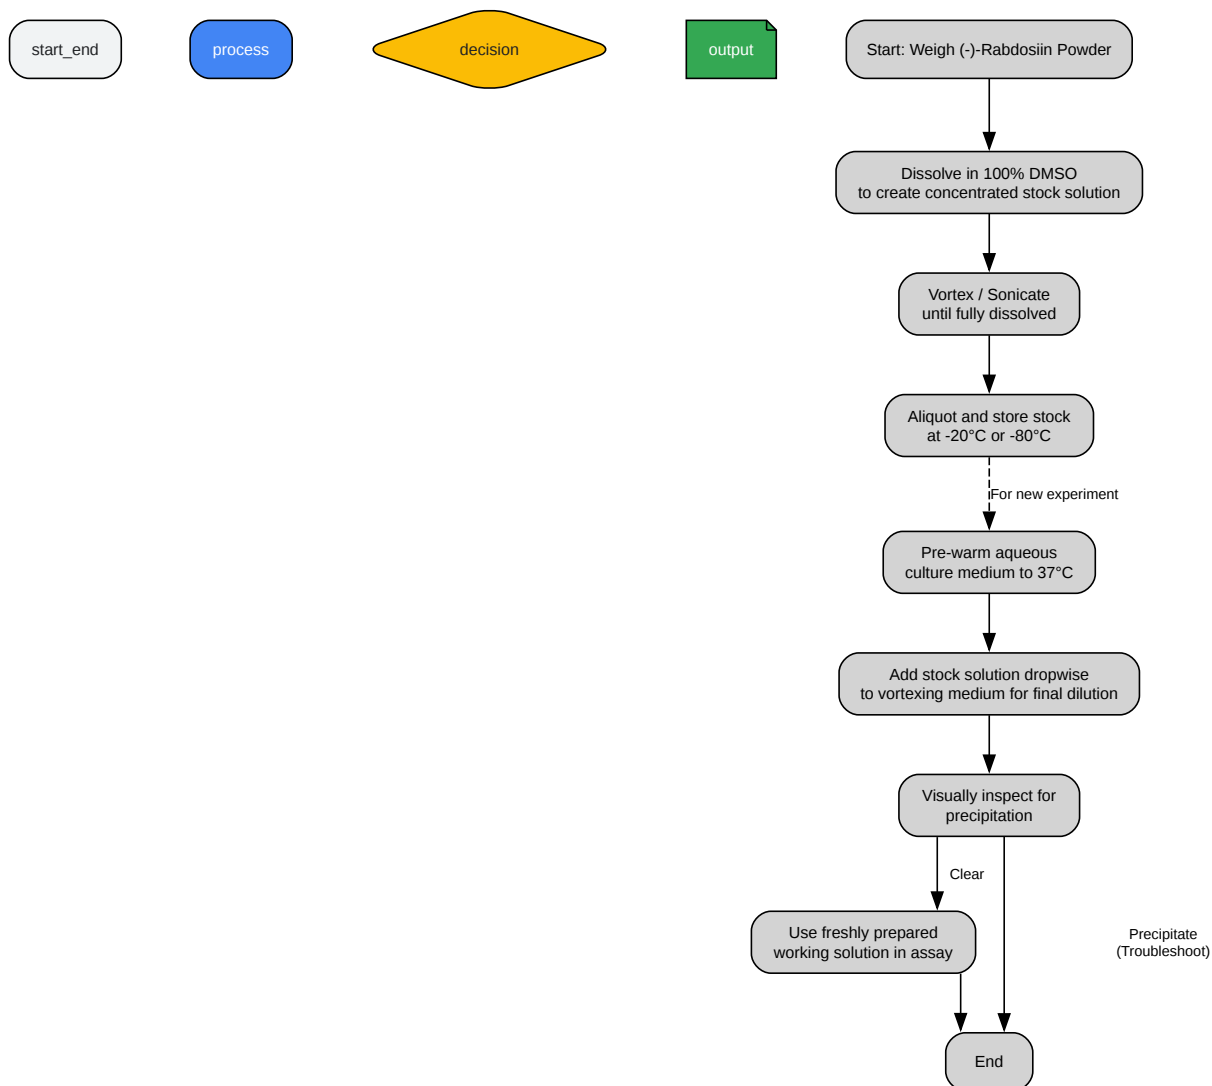 start_end
process
decision
output
Start: Weigh (-)-Rabdosiin Powder
Dissolve in 100% DMSO
to create concentrated stock solution
Vortex / Sonicate
until fully dissolved
Aliquot and store stock
at -20°C or -80°C
For new experiment
Pre-warm aqueous
culture medium to 37°C
Add stock solution dropwise
to vortexing medium for final dilution
Visually inspect for
precipitation
Clear
Use freshly prepared
working solution in assay
Precipitate
(Troubleshoot)
End